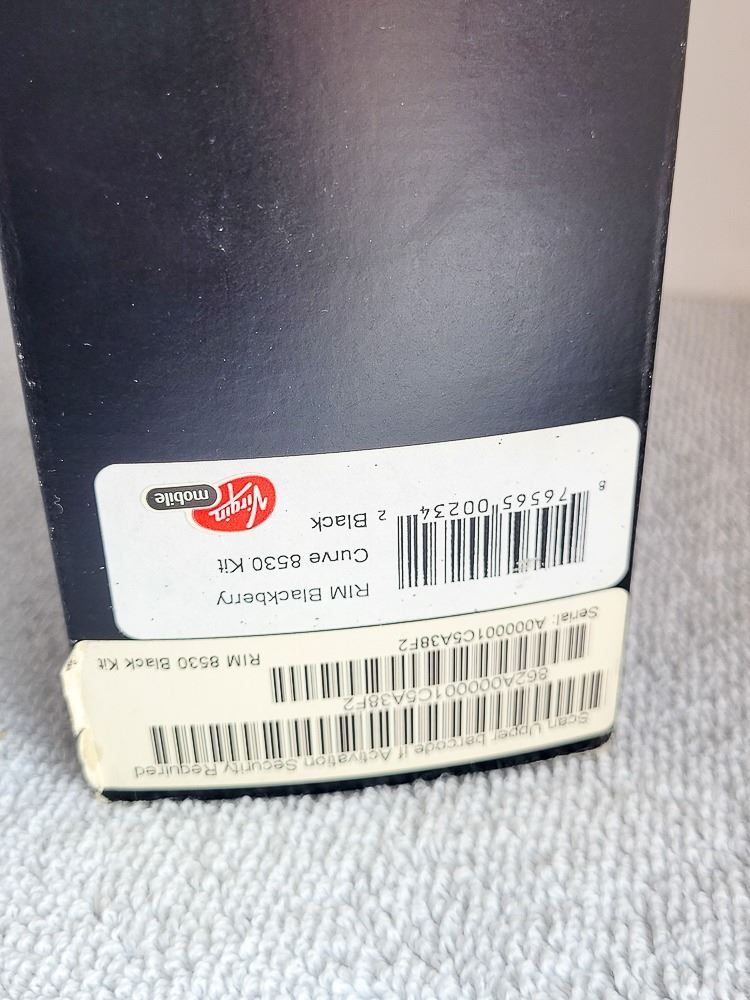 Scan Upper barcode if Activation Security Required
862A000001C5A38F2
Serial: A000001C5A38F2
RIM 8530 Black Kit
RIM Blackberry
Curve 8530 Kit
Black
8 76565 00234 2
Virgin
mobile